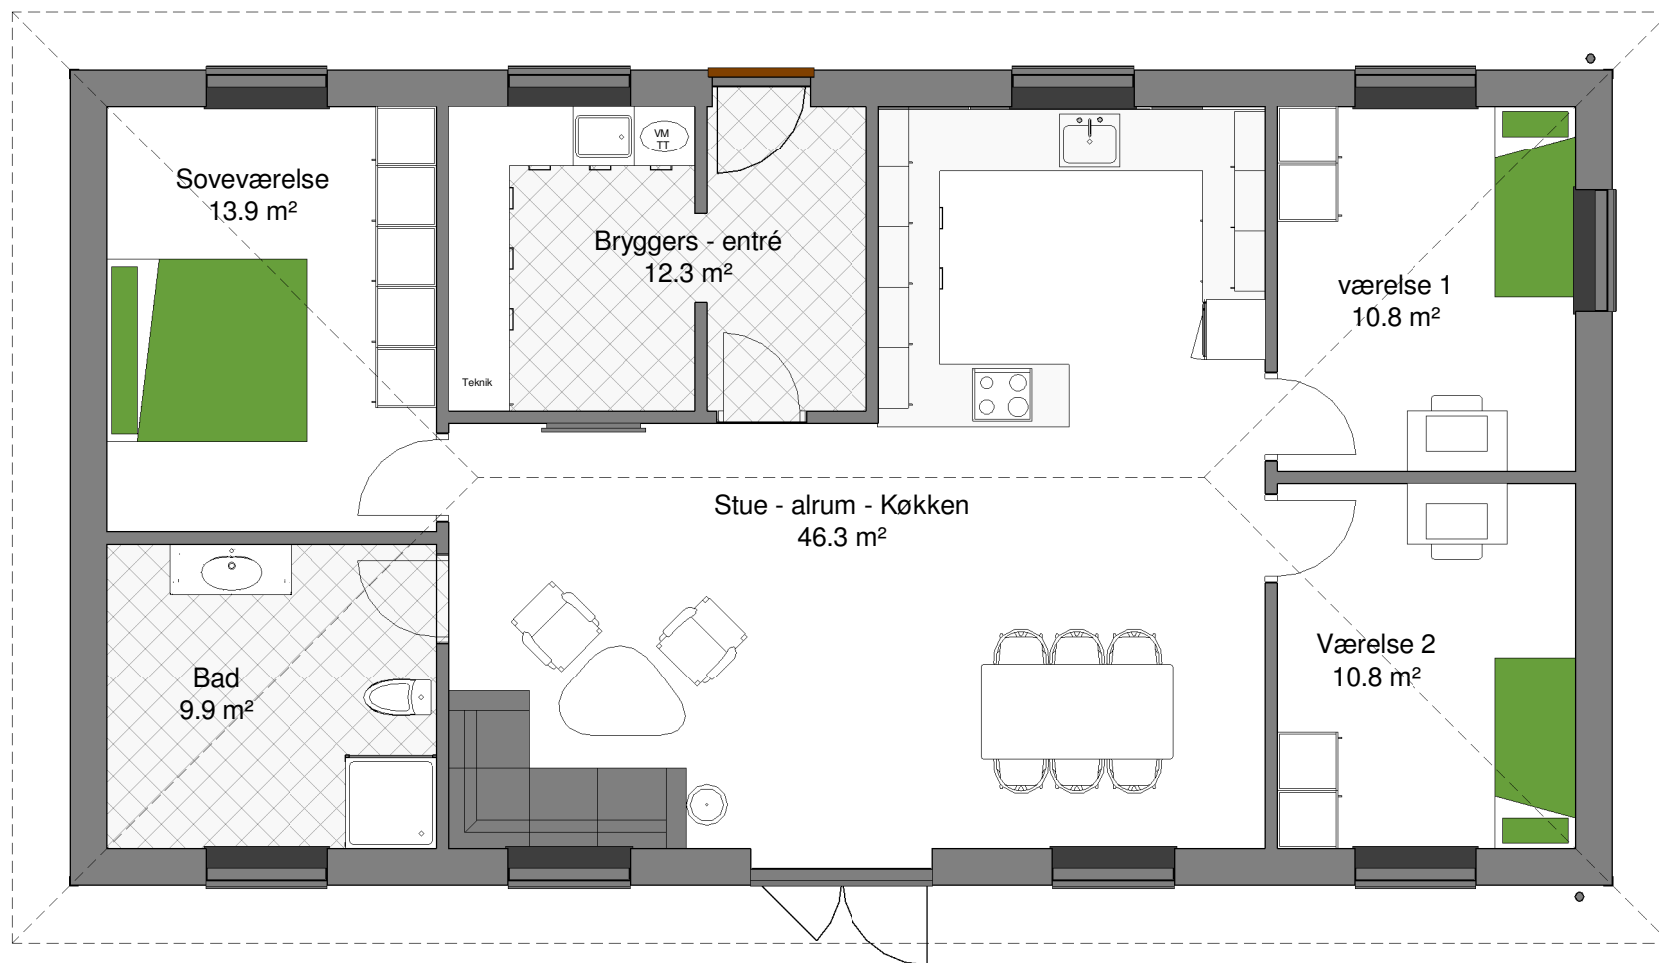 Soveværelse
13.9 m²
VM
TT
Bryggers - entré
12.3 m²
Teknik
værelse 1
10.8 m²
Stue - alrum - Køkken
46.3 m²
Bad
9.9 m²
Værelse 2
10.8 m²